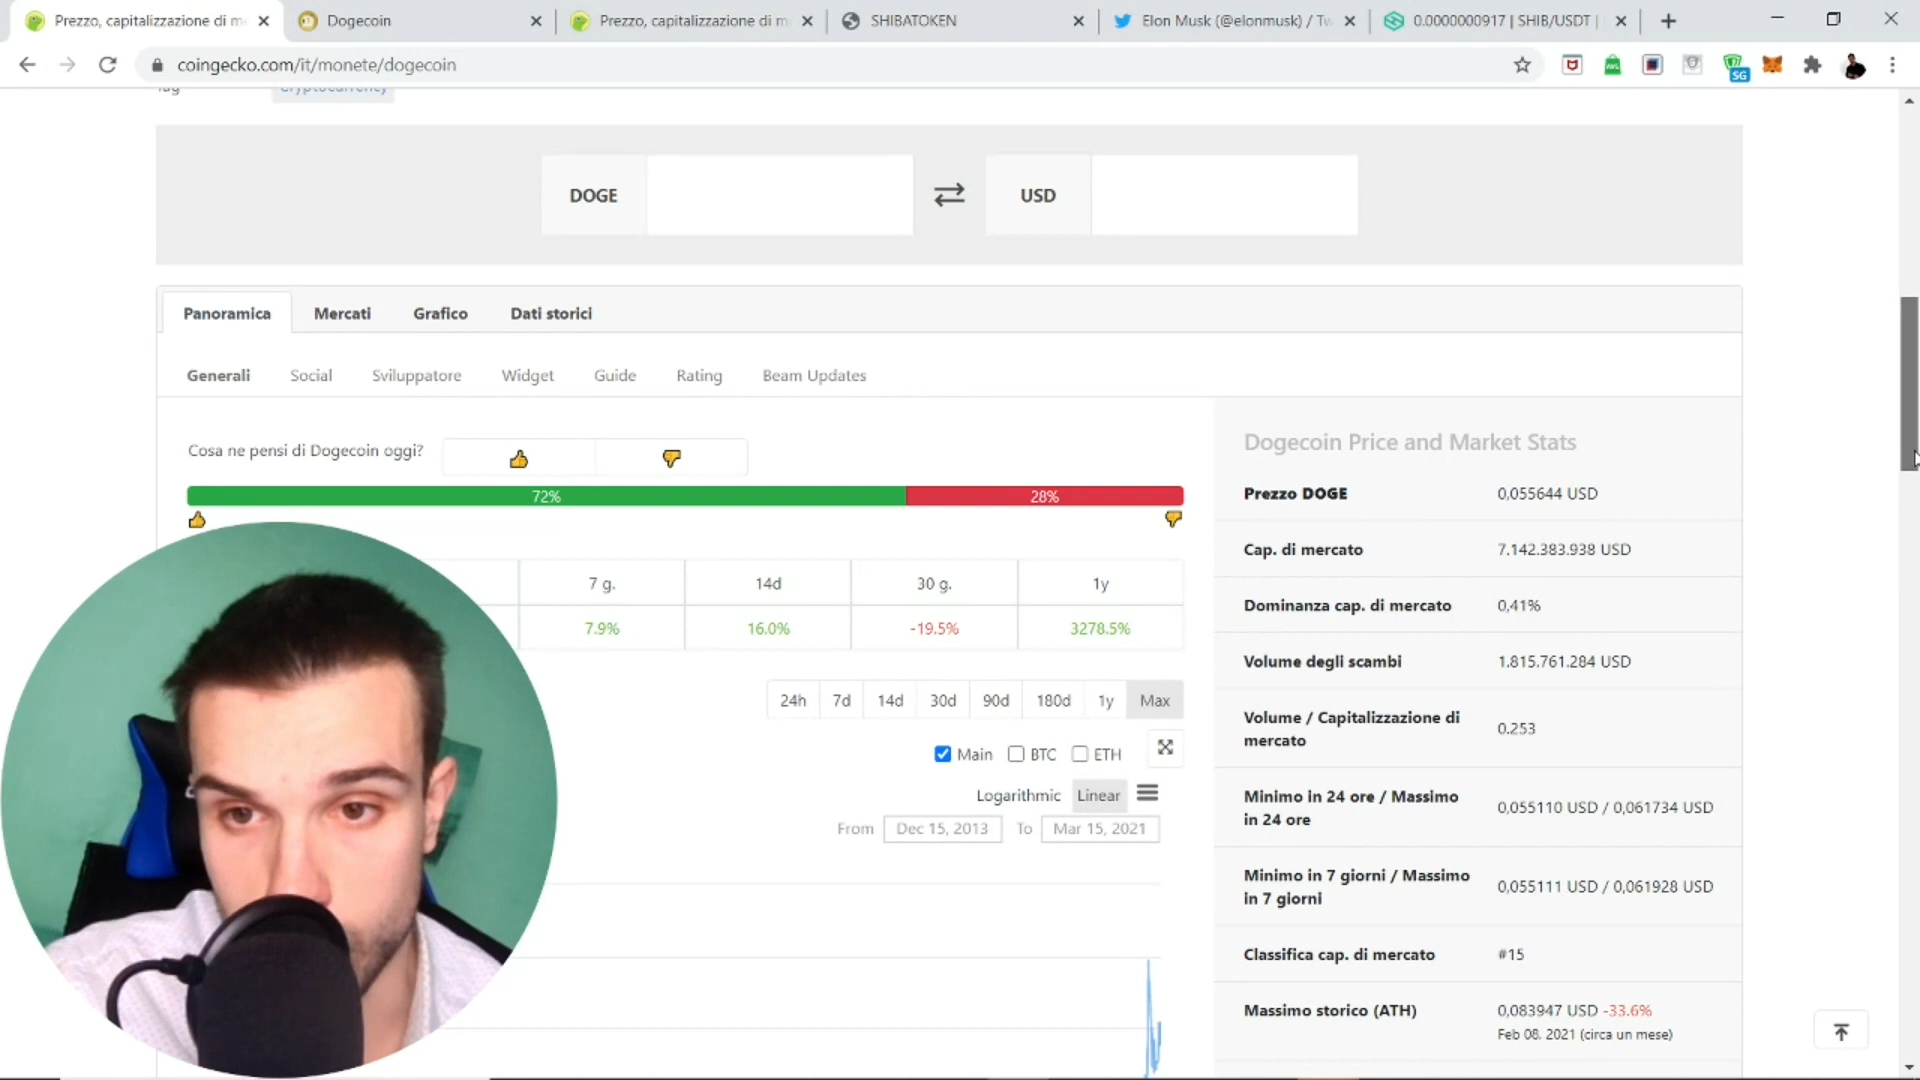 Prezzo, capitalizzazione di m
Dogecoin
Prezzo, capitalizzazione di m
SHIBATOKEN
Elon Musk (@elonmusk) / Tw
0.0000000917 | SHIB/USDT |
coingecko.com/it/monete/dogecoin
SG
Tag
Cryptocurrency
DOGE
USD
Panoramica
Mercati
Grafico
Dati storici
Generali
Social
Sviluppatore
Widget
Guide
Rating
Beam Updates
Cosa ne pensi di Dogecoin oggi?
72%
28%
7 g.
14d
30 g.
1y
7.9%
16.0%
-19.5%
3278.5%
24h
7d
14d
30d
90d
180d
1y
Max
Main
BTC
ETH
Logarithmic
Linear
From
Dec 15, 2013
To
Mar 15, 2021
Dogecoin Price and Market Stats
Prezzo DOGE
0,055644 USD
Cap. di mercato
7.142.383.938 USD
Dominanza cap. di mercato
0,41%
Volume degli scambi
1.815.761.284 USD
Volume / Capitalizzazione di
mercato
0.253
Minimo in 24 ore / Massimo
in 24 ore
0,055110 USD / 0,061734 USD
Minimo in 7 giorni / Massimo
in 7 giorni
0,055111 USD / 0,061928 USD
Classifica cap. di mercato
#15
Massimo storico (ATH)
0,083947 USD -33.6%
Feb 08, 2021 (circa un mese)